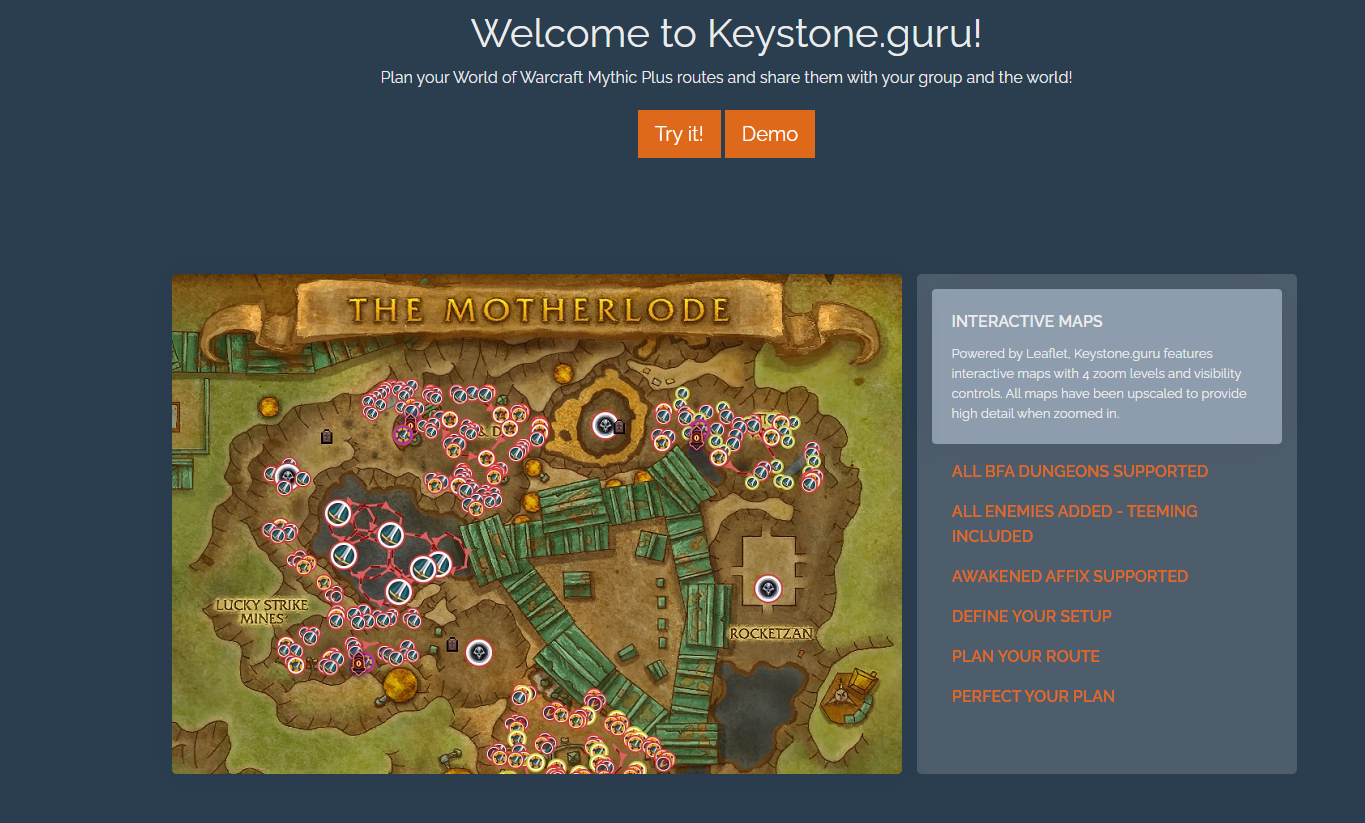 Welcome to Keystone.guru!
Plan your World of Warcraft Mythic Plus routes and share them with your group and the world!
Try it!
Demo
THE MOTHERLODE
& D
LUCKY STRIKE
MINES
ROCKETZAN
INTERACTIVE MAPS
Powered by Leaflet, Keystone.guru features
interactive maps with 4 zoom levels and visibility
controls. All maps have been upscaled to provide
high detail when zoomed in.
ALL BFA DUNGEONS SUPPORTED
ALL ENEMIES ADDED - TEEMING
INCLUDED
AWAKENED AFFIX SUPPORTED
DEFINE YOUR SETUP
PLAN YOUR ROUTE
PERFECT YOUR PLAN